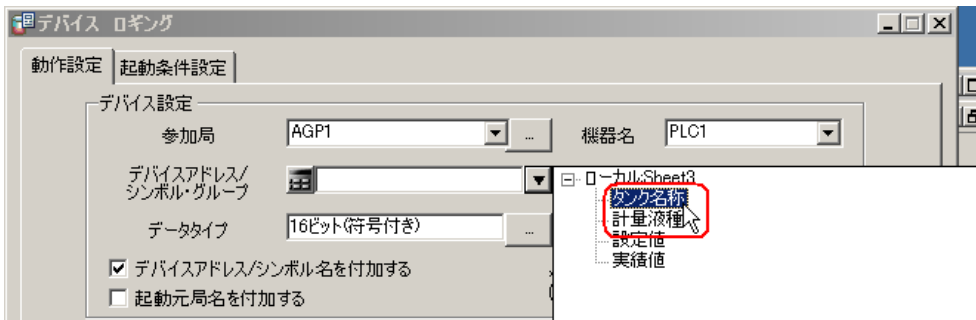 デバイス ロギング
動作設定 起動条件設定
デバイス設定
参加局 AGP1 ... 機器名 PLC1
デバイスアドレス/
シンボル・グループ
ローカル:Sheet3
タンク名称
計量液種
設定値
実績値
データタイプ 16ビット(符号付き) ...
デバイスアドレス/シンボル名を付加する
起動元局名を付加する